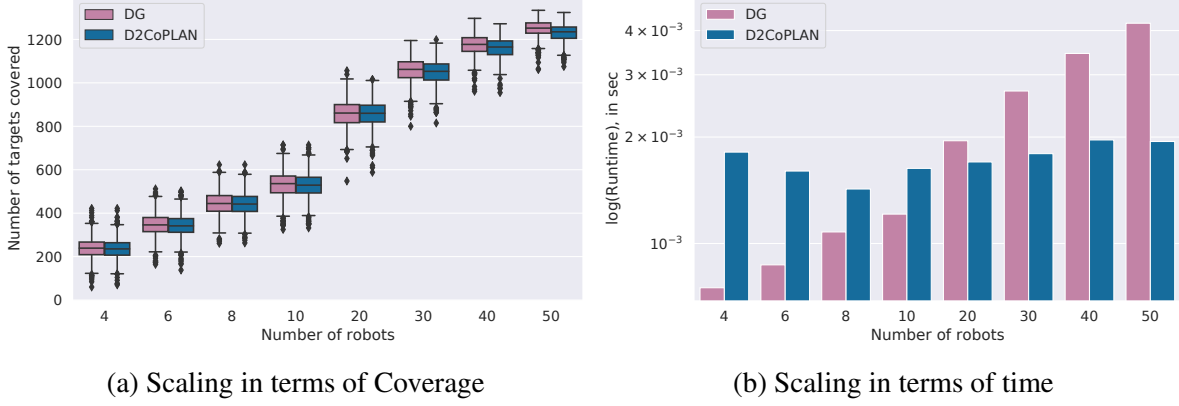 DG
D2CoPLAN
Number of targets covered
1200
1000
800
600
400
200
0
4 6 8 10 20 30 40 50
Number of robots
(a) Scaling in terms of Coverage
DG
D2CoPLAN
log(Runtime), in sec
4 × 10⁻³
3 × 10⁻³
2 × 10⁻³
10⁻³
4 6 8 10 20 30 40 50
Number of robots
(b) Scaling in terms of time